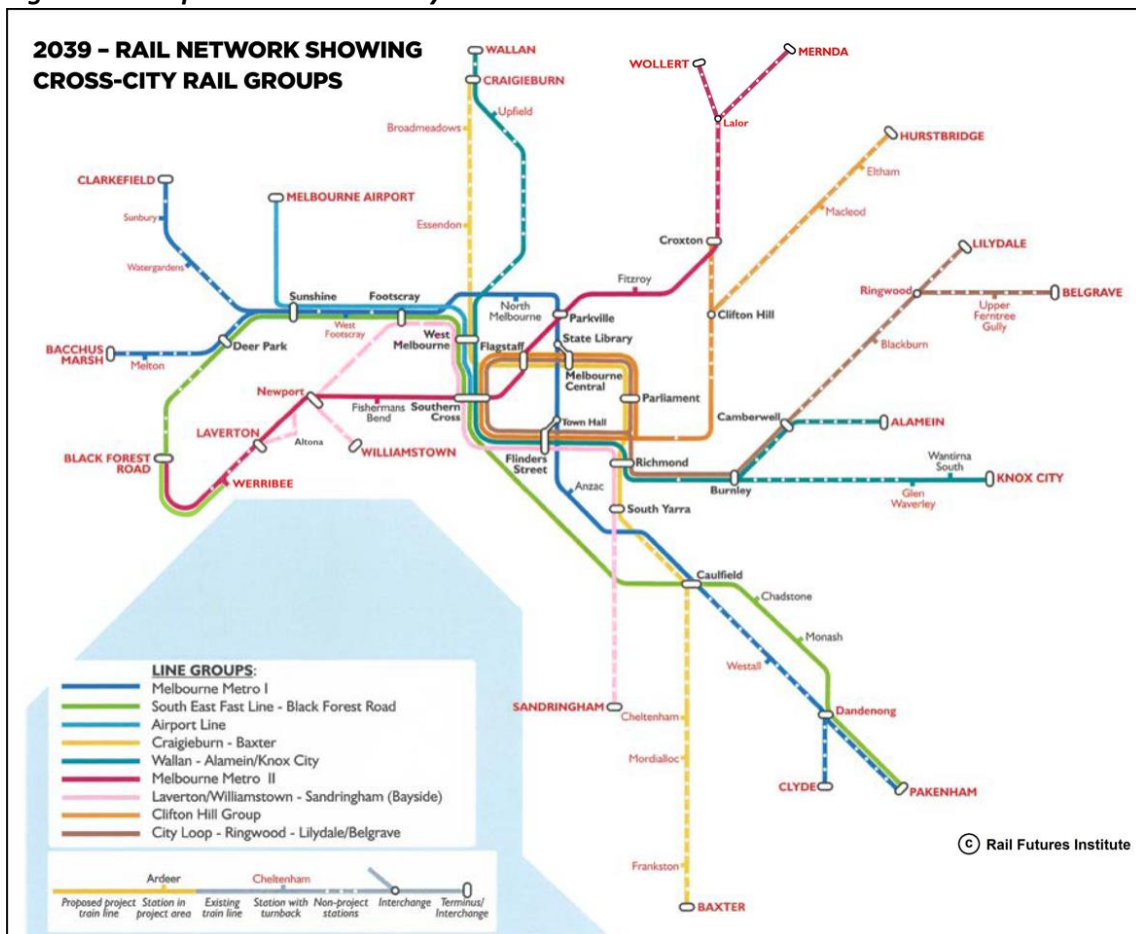 2039 – RAIL NETWORK SHOWING
CROSS-CITY RAIL GROUPS
WALLAN
CRAIGIEBURN
Upfield
Broadmeadows
Essendon
WOLLERT
MERNDA
Lalor
HURSTBRIDGE
Eltham
Macleod
CLARKEFIELD
Sunbury
Watergardens
MELBOURNE AIRPORT
Croxton
Fitzroy
LILYDALE
Ringwood
BELGRAVE
Upper
Ferntree
Gully
Blackburn
Sunshine
Footscray
West
Footscray
North
Melbourne
Parkville
Clifton Hill
State Library
West
Melbourne
Flagstaff
Melbourne
Central
Deer Park
BACCHUS
MARSH
Melton
Newport
Fishermans
Bend
Southern
Cross
Parliament
Town Hall
Camberwell
ALAMEIN
LAVERTON
Altona
WILLIAMSTOWN
Flinders
Street
Richmond
Burnley
Wantirna
South
KNOX CITY
Glen
Waverley
BLACK FOREST
ROAD
WERRIBEE
Anzac
South Yarra
Caulfield
Chadstone
Monash
Westall
SANDRINGHAM
Cheltenham
Dandenong
Mordialloc
CLYDE
PAKENHAM
Frankston
BAXTER
LINE GROUPS:
Melbourne Metro I
South East Fast Line - Black Forest Road
Airport Line
Craigieburn - Baxter
Wallan - Alamein/Knox City
Melbourne Metro II
Laverton/Williamstown - Sandringham (Bayside)
Clifton Hill Group
City Loop - Ringwood - Lilydale/Belgrave
Ardeer
Cheltenham
Proposed project
train line
Station in
project area
Existing
train line
Station with
turnback
Non-project
stations
Interchange
Terminus/
Interchange
© Rail Futures Institute